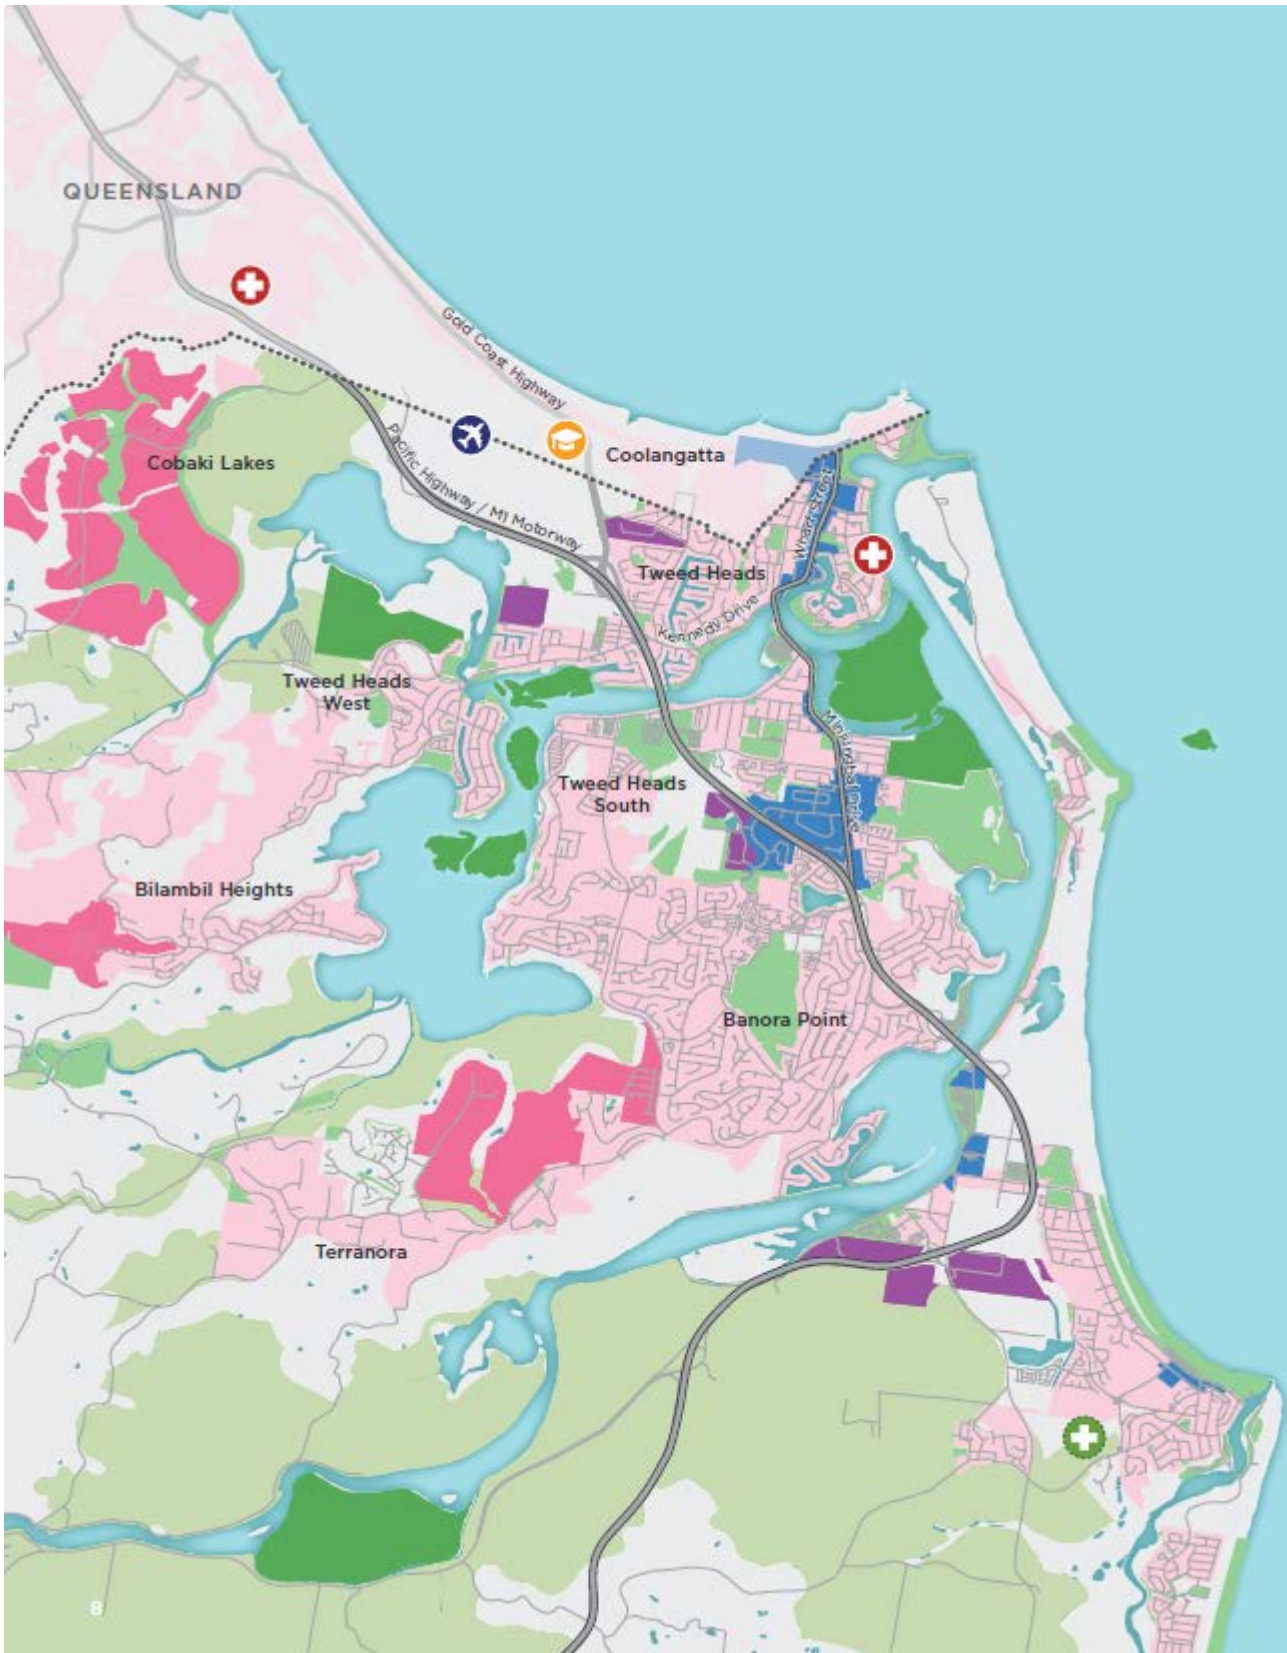 QUEENSLAND
Gold Coast Highway
Coolangatta
Pacific Highway / M1 Motorway
Cobaki Lakes
Wharf Street
Tweed Heads
Kennedy Drive
Tweed Heads
West
Minjungbal Drive
Tweed Heads
South
Bilambil Heights
Banora Point
Terranora
8